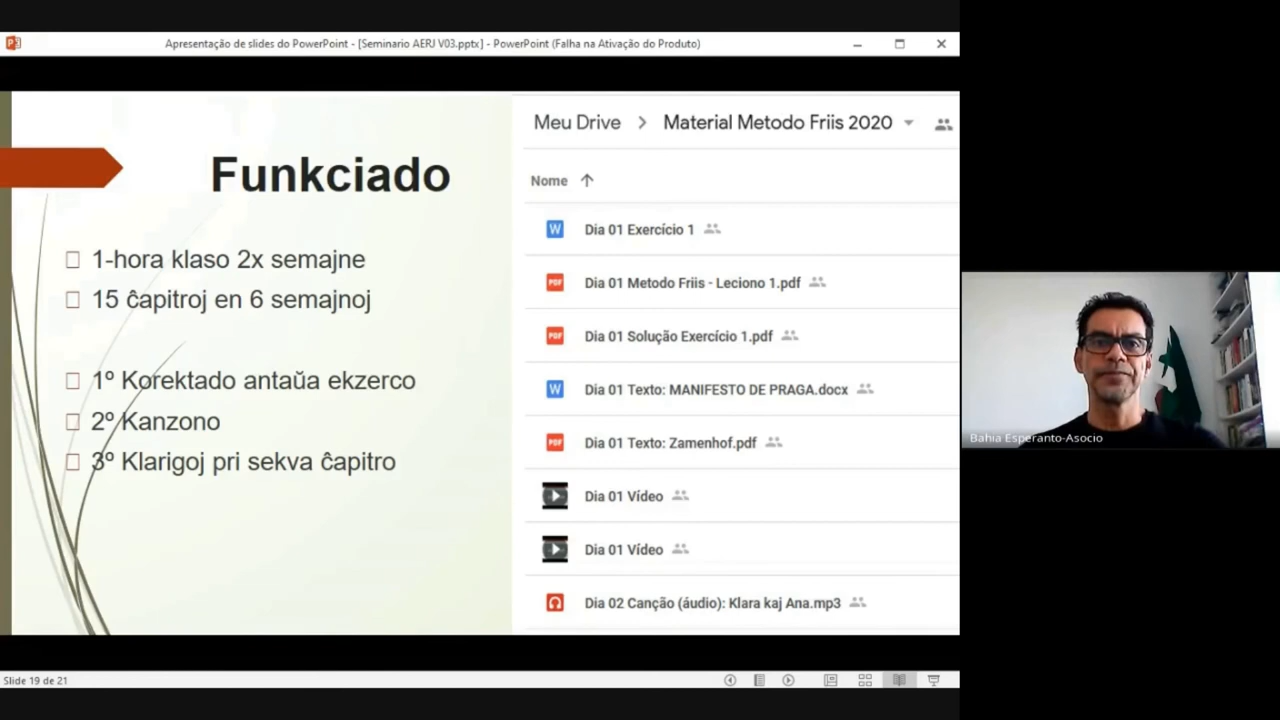 Apresentação de slides do PowerPoint - [Seminario AERJ V03.pptx] - PowerPoint (Falha na Ativação do Produto)
Funkciado
1-hora klaso 2x semajne
15 ĉapitroj en 6 semajnoj
1º Korektado antaŭa ekzerco
2º Kanzono
3º Klarigoj pri sekva ĉapitro
Meu Drive > Material Metodo Friis 2020
Nome
W Dia 01 Exercício 1
PDF Dia 01 Metodo Friis - Leciono 1.pdf
PDF Dia 01 Solução Exercício 1.pdf
W Dia 01 Texto: MANIFESTO DE PRAGA.docx
PDF Dia 01 Texto: Zamenhof.pdf
Dia 01 Vídeo
Dia 01 Vídeo
Dia 02 Canção (áudio): Klara kaj Ana.mp3
Bahia Esperanto-Asocio
Slide 19 de 21